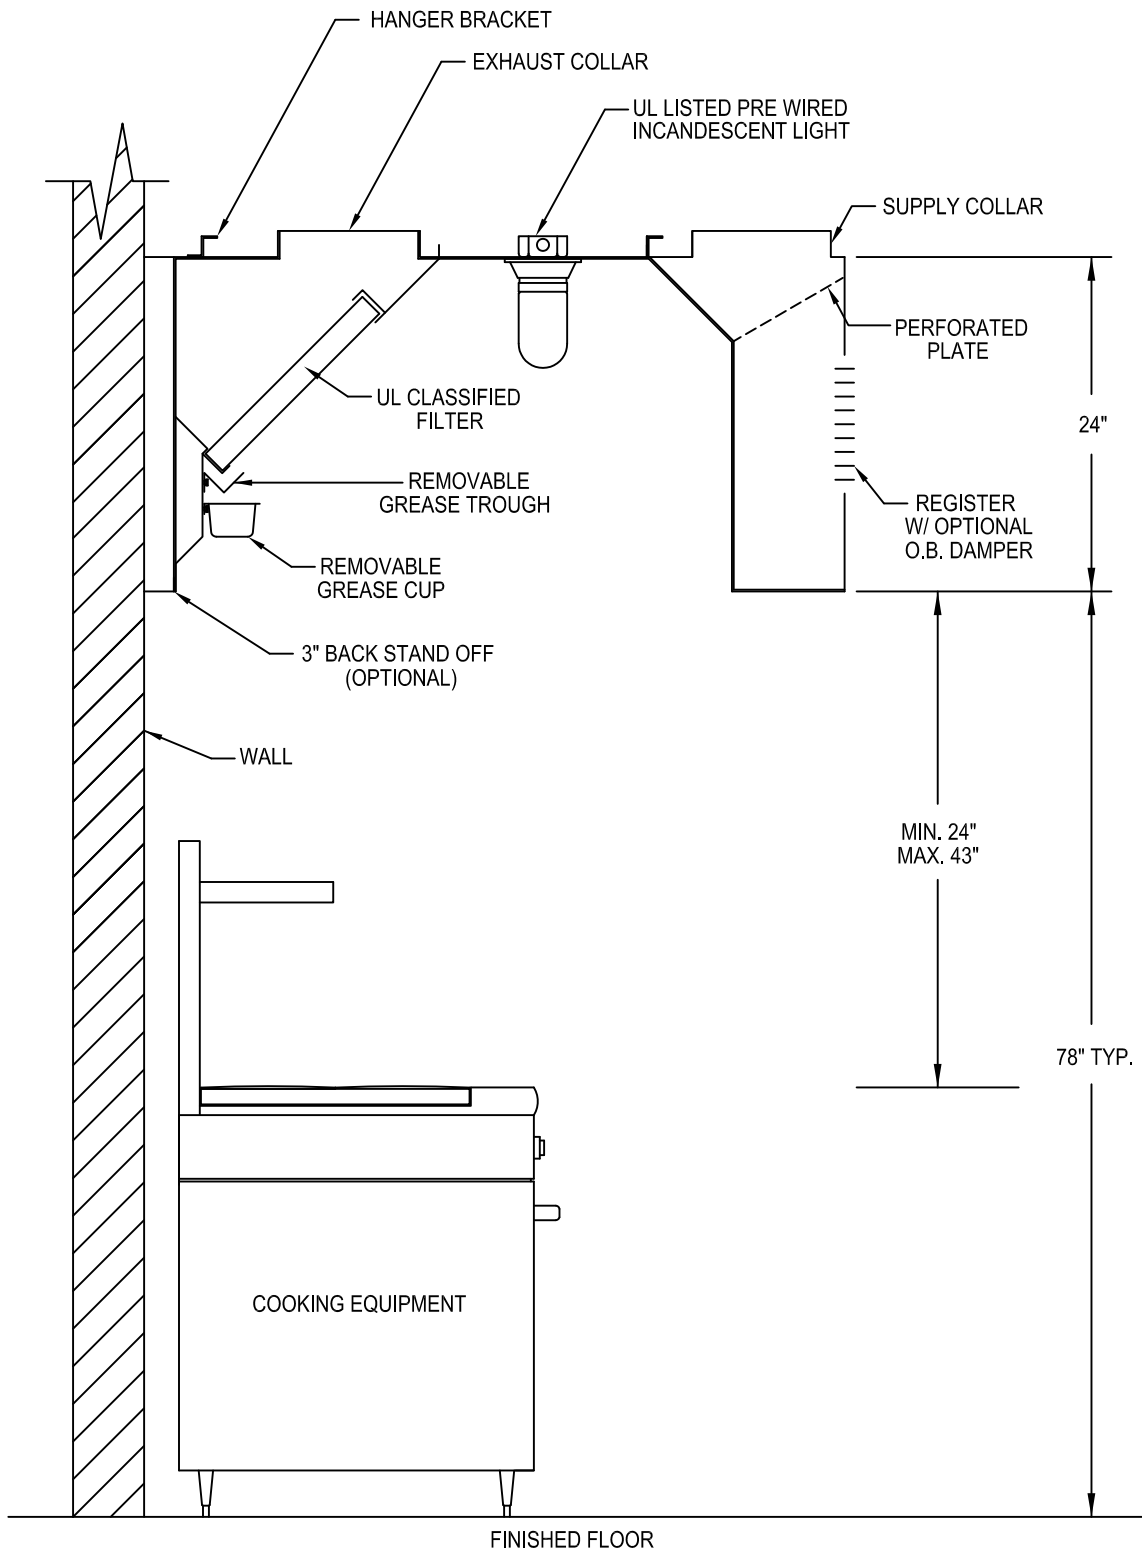 HANGER BRACKET
EXHAUST COLLAR
UL LISTED PRE WIRED
INCANDESCENT LIGHT
SUPPLY COLLAR
PERFORATED
PLATE
UL CLASSIFIED
FILTER
24"
REMOVABLE
GREASE TROUGH
REGISTER
W/ OPTIONAL
O.B. DAMPER
REMOVABLE
GREASE CUP
3" BACK STAND OFF
(OPTIONAL)
WALL
MIN. 24"
MAX. 43"
78" TYP.
COOKING EQUIPMENT
FINISHED FLOOR